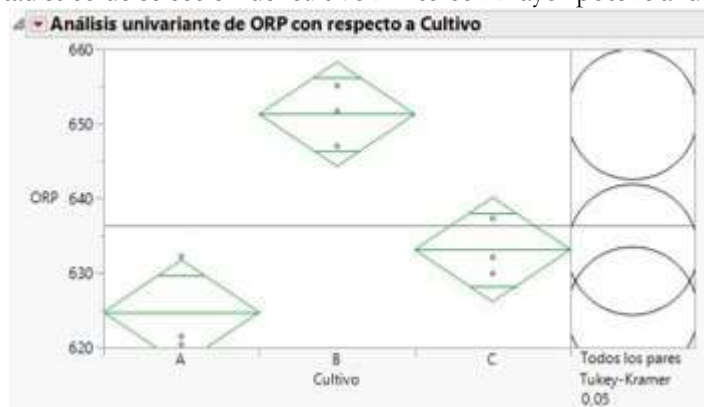 Análisis univariante de ORP con respecto a Cultivo
660
650
640
630
620
ORP
A
B
C
Cultivo
Todos los pares
Tukey-Kramer
0,05